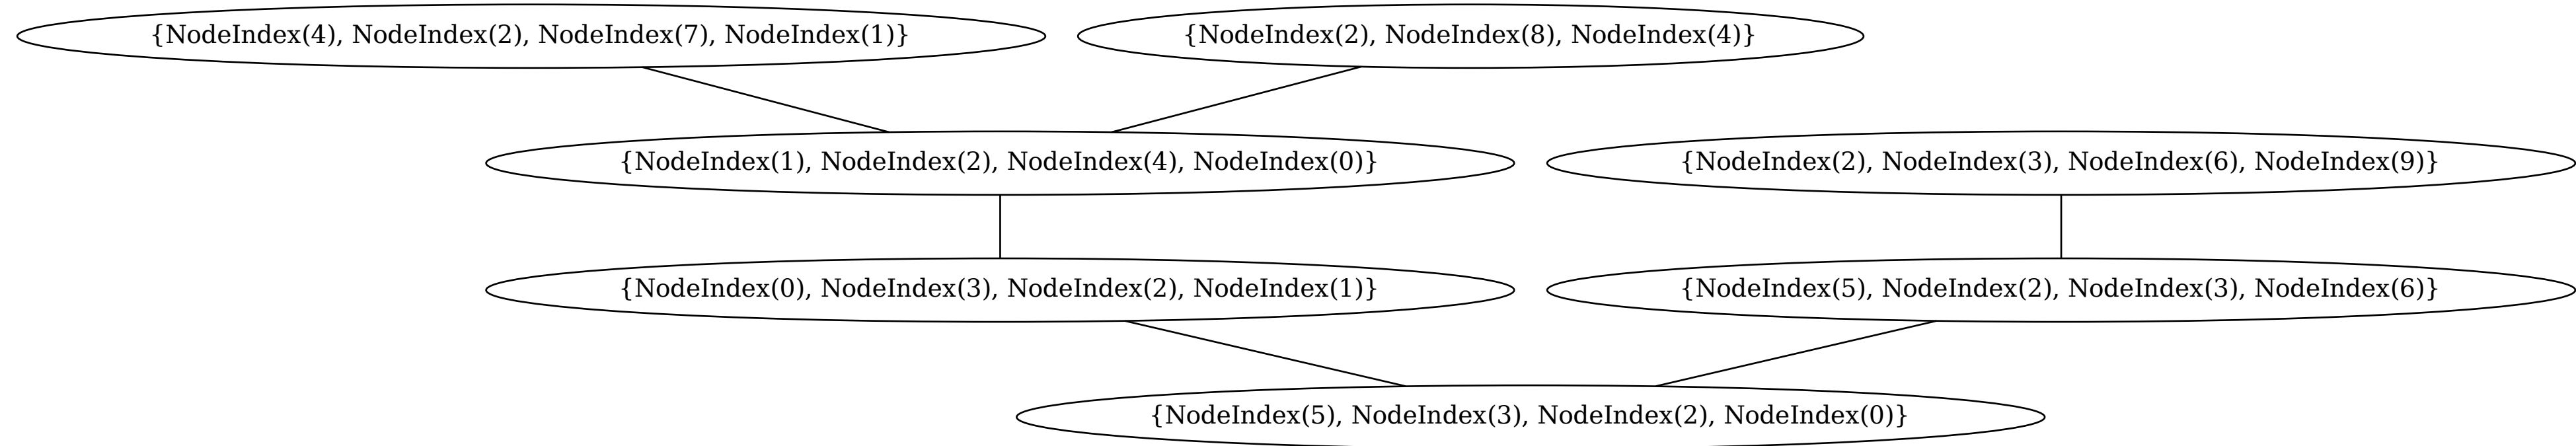 {NodeIndex(4), NodeIndex(2), NodeIndex(7), NodeIndex(1)}
{NodeIndex(2), NodeIndex(8), NodeIndex(4)}
{NodeIndex(1), NodeIndex(2), NodeIndex(4), NodeIndex(0)}
{NodeIndex(2), NodeIndex(3), NodeIndex(6), NodeIndex(9)}
{NodeIndex(0), NodeIndex(3), NodeIndex(2), NodeIndex(1)}
{NodeIndex(5), NodeIndex(2), NodeIndex(3), NodeIndex(6)}
{NodeIndex(5), NodeIndex(3), NodeIndex(2), NodeIndex(0)}